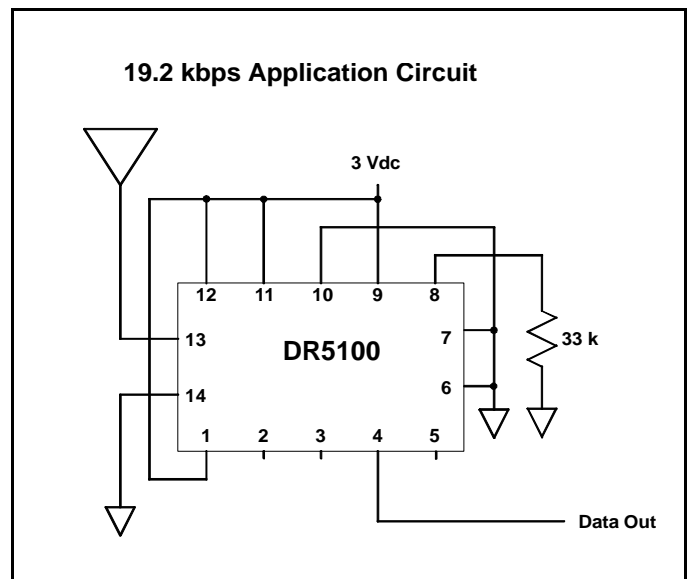 19.2 kbps Application Circuit
3 Vdc
12 11 10 9 8
13 DR5100 7 33 k
14 6
1 2 3 4 5
Data Out